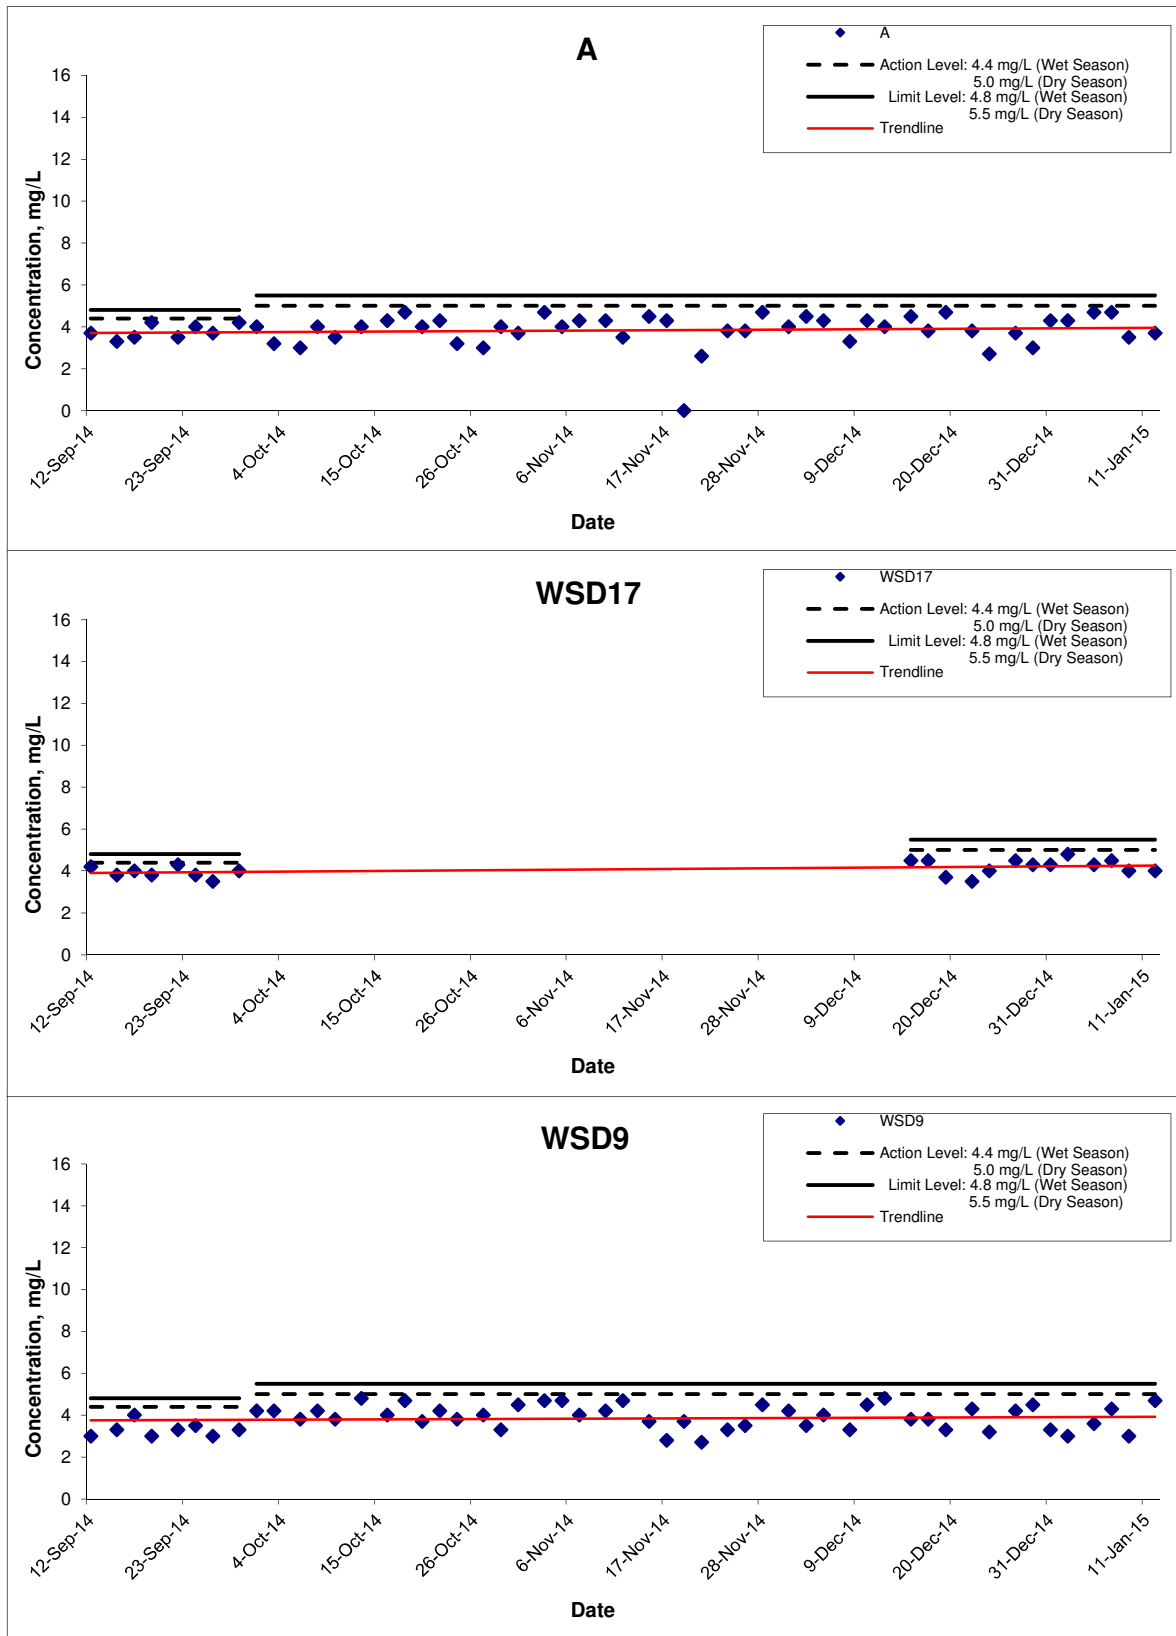 A
A
Action Level: 4.4 mg/L (Wet Season)
5.0 mg/L (Dry Season)
Limit Level: 4.8 mg/L (Wet Season)
5.5 mg/L (Dry Season)
Trendline
Concentration, mg/L
16
14
12
10
8
6
4
2
0
12-Sep-14
23-Sep-14
4-Oct-14
15-Oct-14
26-Oct-14
6-Nov-14
17-Nov-14
28-Nov-14
9-Dec-14
20-Dec-14
31-Dec-14
11-Jan-15
Date
WSD17
WSD17
Action Level: 4.4 mg/L (Wet Season)
5.0 mg/L (Dry Season)
Limit Level: 4.8 mg/L (Wet Season)
5.5 mg/L (Dry Season)
Trendline
Concentration, mg/L
16
14
12
10
8
6
4
2
0
12-Sep-14
23-Sep-14
4-Oct-14
15-Oct-14
26-Oct-14
6-Nov-14
17-Nov-14
28-Nov-14
9-Dec-14
20-Dec-14
31-Dec-14
11-Jan-15
Date
WSD9
WSD9
Action Level: 4.4 mg/L (Wet Season)
5.0 mg/L (Dry Season)
Limit Level: 4.8 mg/L (Wet Season)
5.5 mg/L (Dry Season)
Trendline
Concentration, mg/L
16
14
12
10
8
6
4
2
0
12-Sep-14
23-Sep-14
4-Oct-14
15-Oct-14
26-Oct-14
6-Nov-14
17-Nov-14
28-Nov-14
9-Dec-14
20-Dec-14
31-Dec-14
11-Jan-15
Date